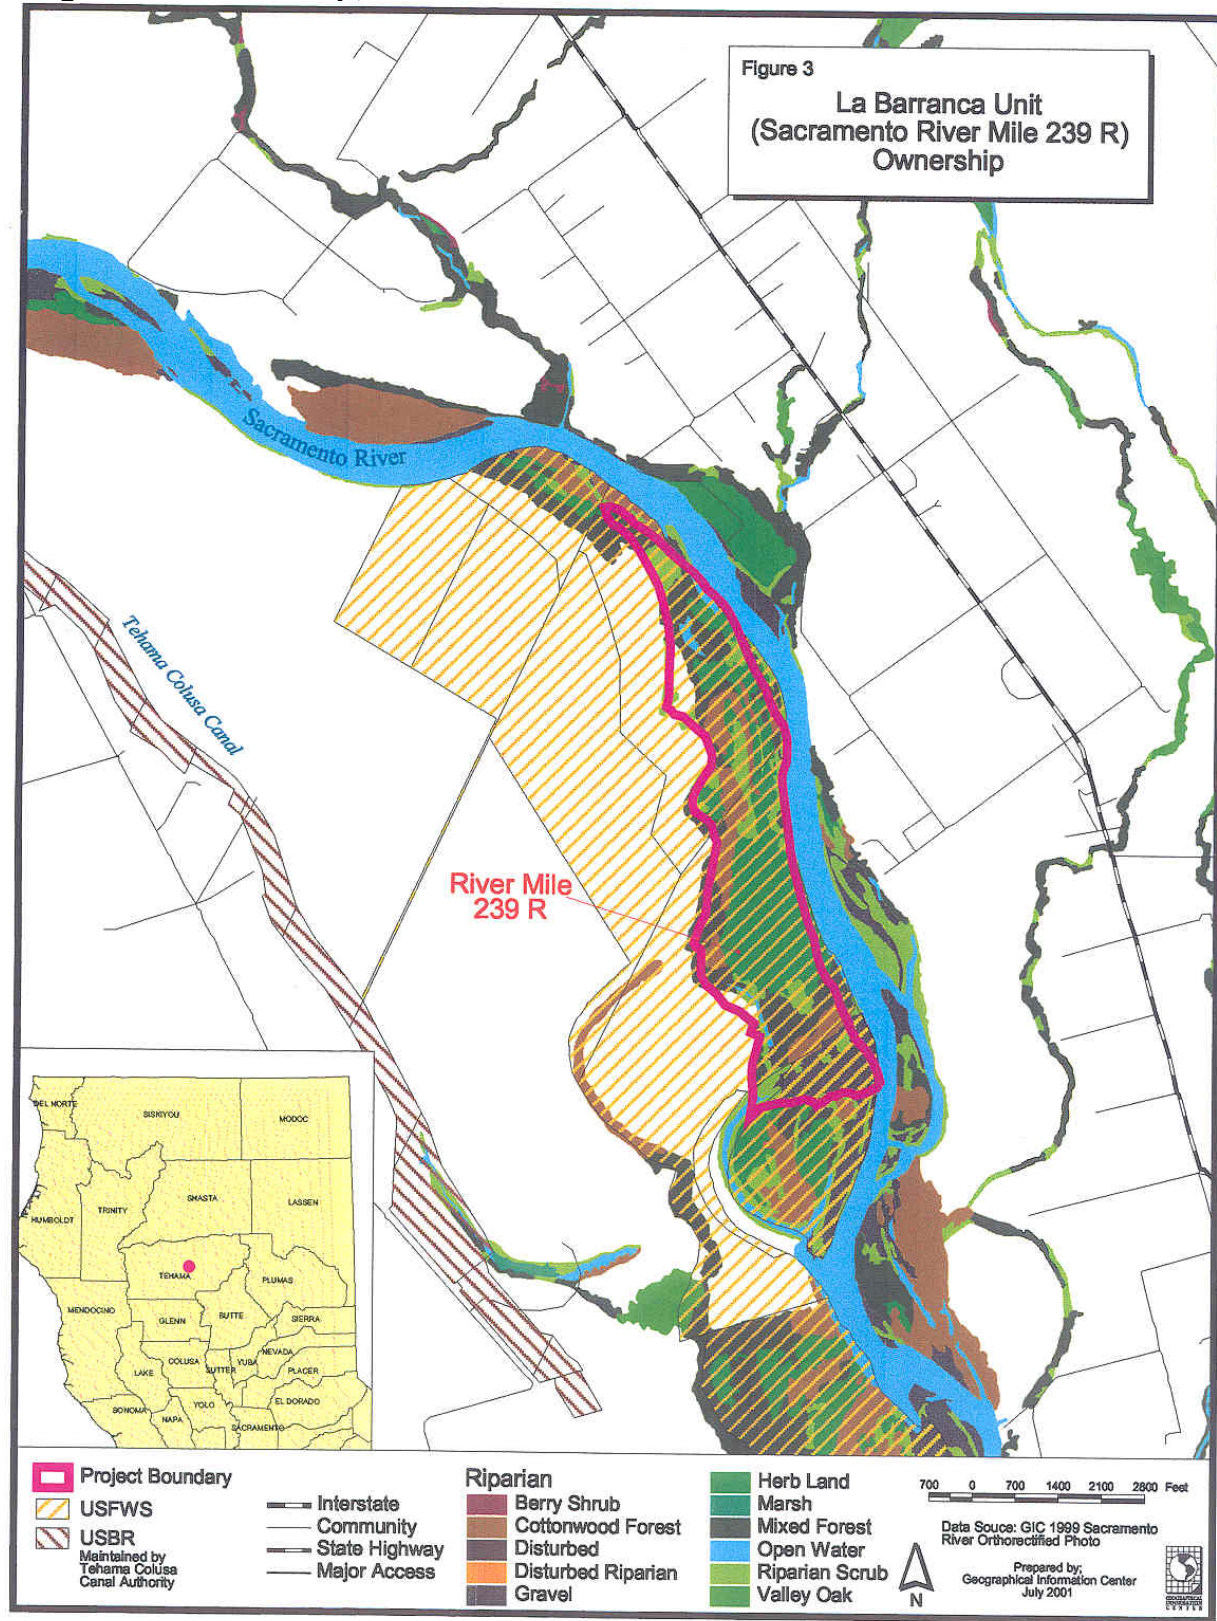 Figure 3
La Barranca Unit
(Sacramento River Mile 239 R)
Ownership
Sacramento River
Tehama Colusa Canal
River Mile
239 R
DEL NORTE
SISKIYOU
MODOC
HUMBOLDT
TRINITY
SHASTA
LASSEN
TEHAMA
PLUMAS
MENDOCINO
GLENN
BUTTE
SIERRA
LAKE
COLUSA
SUTTER
YUBA
NEVADA
PLACER
SONOMA
NAPA
YOLO
EL DORADO
SACRAMENTO
Project Boundary
USFWS
USBR
Maintained by
Tehama Colusa
Canal Authority
Interstate
Community
State Highway
Major Access
Riparian
Berry Shrub
Cottonwood Forest
Disturbed
Disturbed Riparian
Gravel
Herb Land
Marsh
Mixed Forest
Open Water
Riparian Scrub
Valley Oak
700 0 700 1400 2100 2800 Feet
Data Souce: GIC 1999 Sacramento
River Orthorectified Photo
N
Prepared by;
Geographical Information Center
July 2001